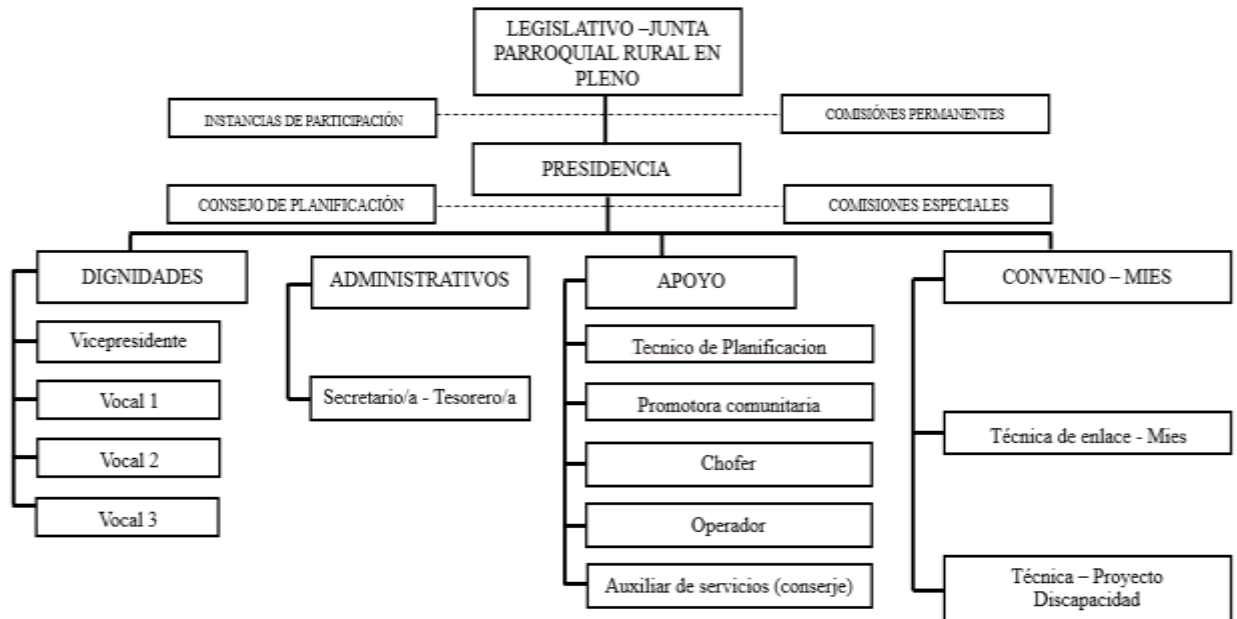 LEGISLATIVO –JUNTA
PARROQUIAL RURAL EN
PLENO
INSTANCIAS DE PARTICIPACIÓN
COMISIÓNES PERMANENTES
PRESIDENCIA
CONSEJO DE PLANIFICACIÓN
COMISIONES ESPECIALES
DIGNIDADES
Vicepresidente
Vocal 1
Vocal 2
Vocal 3
ADMINISTRATIVOS
Secretario/a - Tesorero/a
APOYO
Tecnico de Planificacion
Promotora comunitaria
Chofer
Operador
Auxiliar de servicios (conserje)
CONVENIO – MIES
Técnica de enlace - Mies
Técnica – Proyecto
Discapacidad